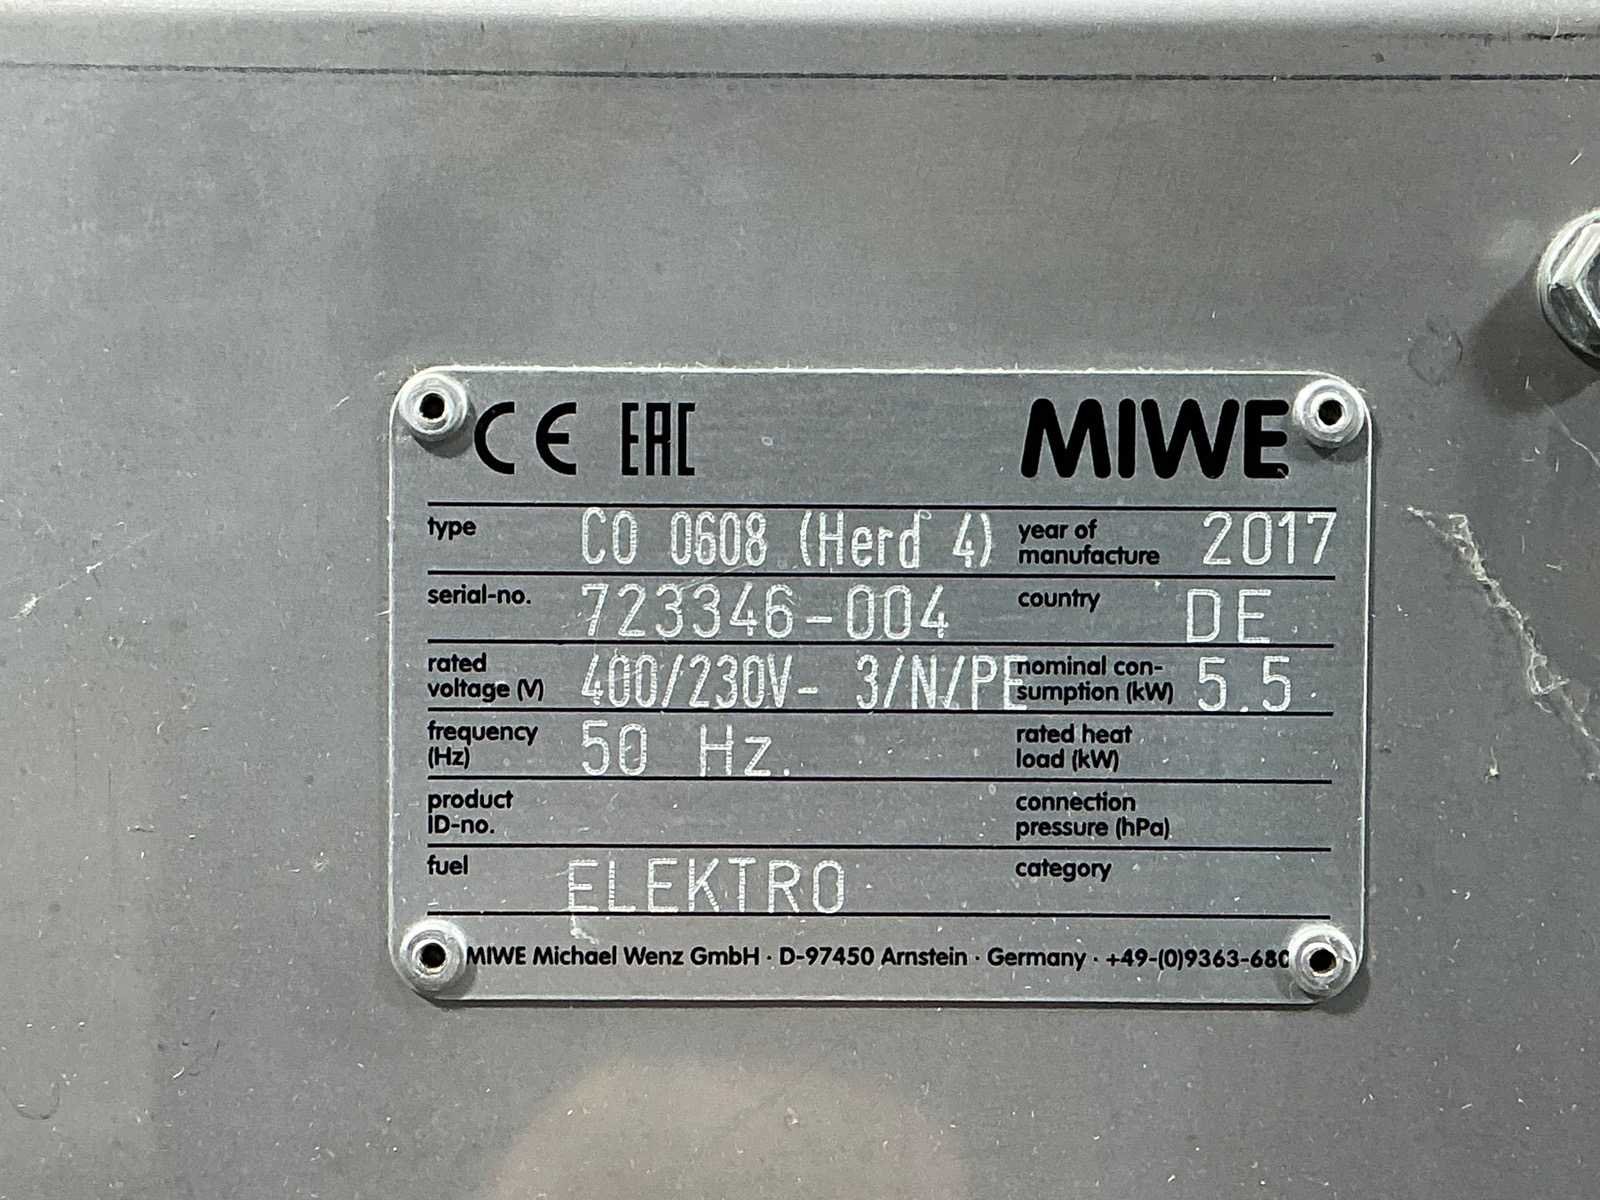 CE EAC MIWE
type CO 0608 (Herd 4) year of manufacture 2017
serial-no. 723346-004 country DE
rated voltage (V) 400/230V- 3/N/PE nominal consumption (kW) 5.5
frequency (Hz) 50 Hz. rated heat load (kW)
product ID-no. connection pressure (hPa)
fuel ELEKTRO category
MIWE Michael Wenz GmbH · D-97450 Arnstein · Germany · +49-(0)9363-680